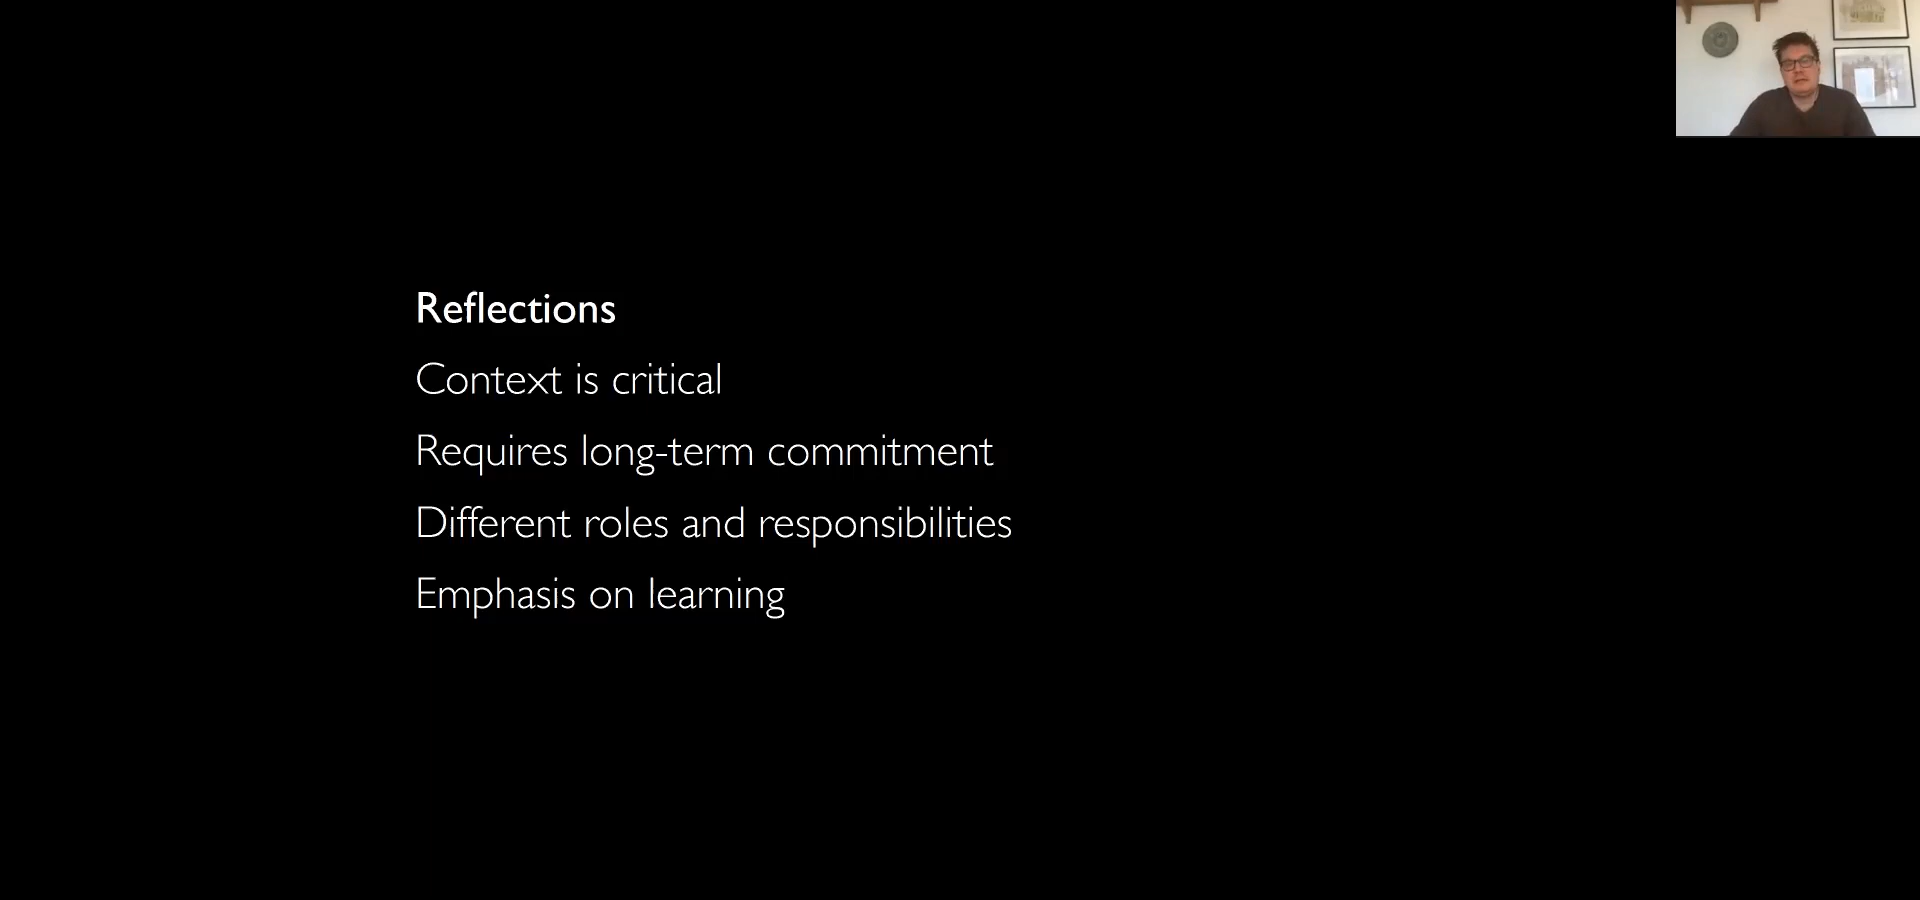 Reflections
Context is critical
Requires long-term commitment
Different roles and responsibilities
Emphasis on learning